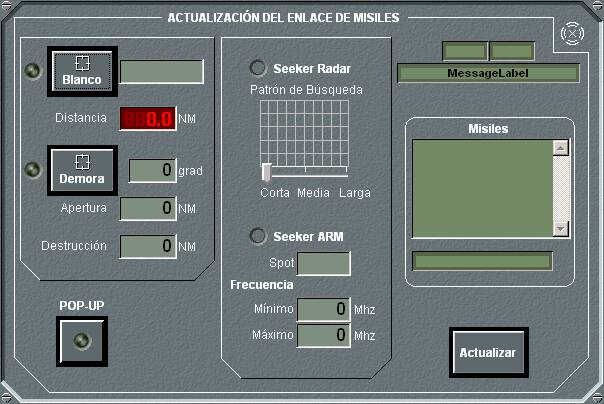 ACTUALIZACIÓN DEL ENLACE DE MISILES
Blanco
Distancia 0.0 NM
Demora 0 grad
Apertura 0 NM
Destrucción 0 NM
POP-UP
Seeker Radar
Patrón de Búsqueda
Corta Media Larga
Seeker ARM
Spot
Frecuencia
Mínimo 0 Mhz
Máximo 0 Mhz
MessageLabel
Misiles
Actualizar